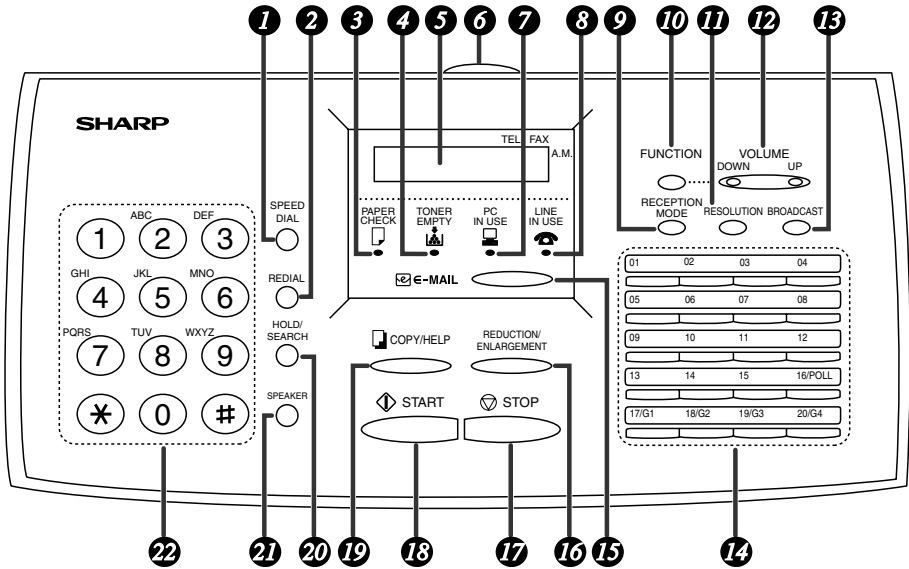 1 2 3 4 5 6 7 8 9 10 11 12 13
SHARP
TEL FAX
A.M.
FUNCTION
VOLUME
DOWN UP
RECEPTION
MODE
RESOLUTION
BROADCAST
PAPER
CHECK
TONER
EMPTY
PC
IN USE
LINE
IN USE
E-MAIL
SPEED
DIAL
REDIAL
HOLD/
SEARCH
SPEAKER
ABC DEF
1 2 3
GHI JKL MNO
4 5 6
PQRS TUV WXYZ
7 8 9
* 0 #
COPY/HELP
REDUCTION/
ENLARGEMENT
START
STOP
01 02 03 04
05 06 07 08
09 10 11 12
13 14 15 16/POLL
17/G1 18/G2 19/G3 20/G4
22 21 20 19 18 17 16 15 14